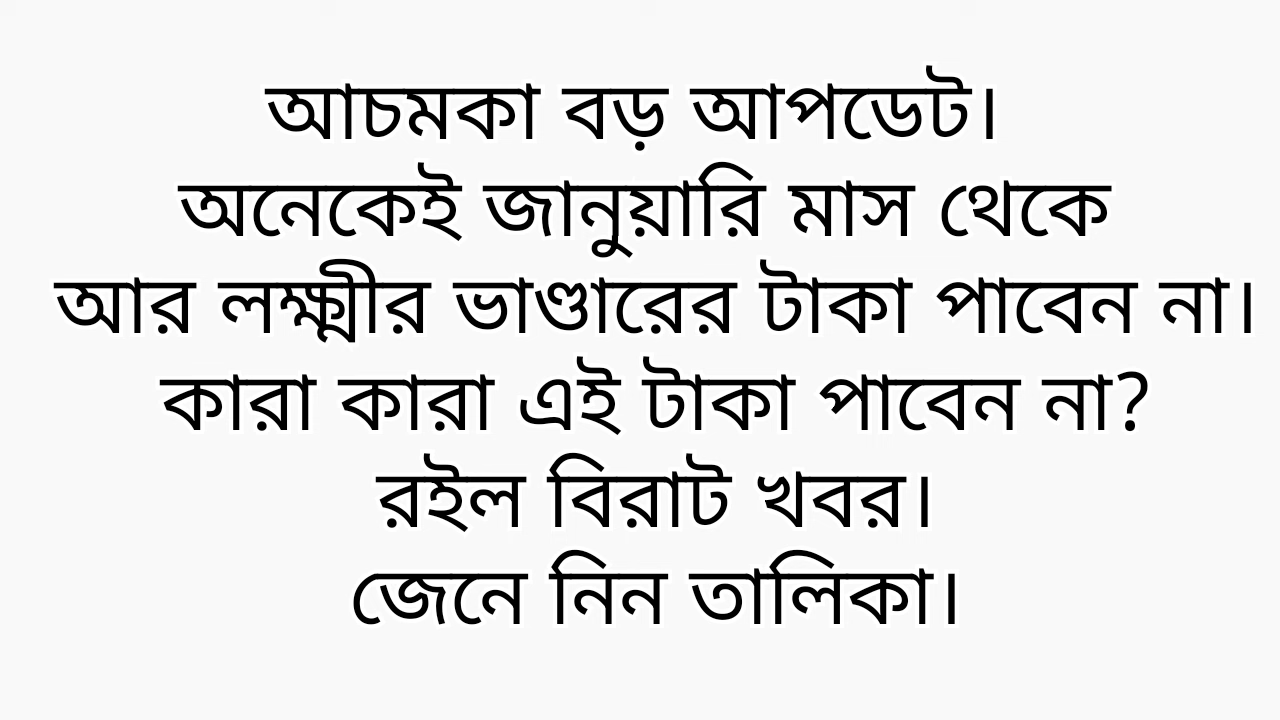 আচমকা বড় আপডেট।
অনেকেই জানুয়ারি মাস থেকে
আর লক্ষ্মীর ভাণ্ডারের টাকা পাবেন না।
কারা কারা এই টাকা পাবেন না?
রইল বিরাট খবর।
জেনে নিন তালিকা।